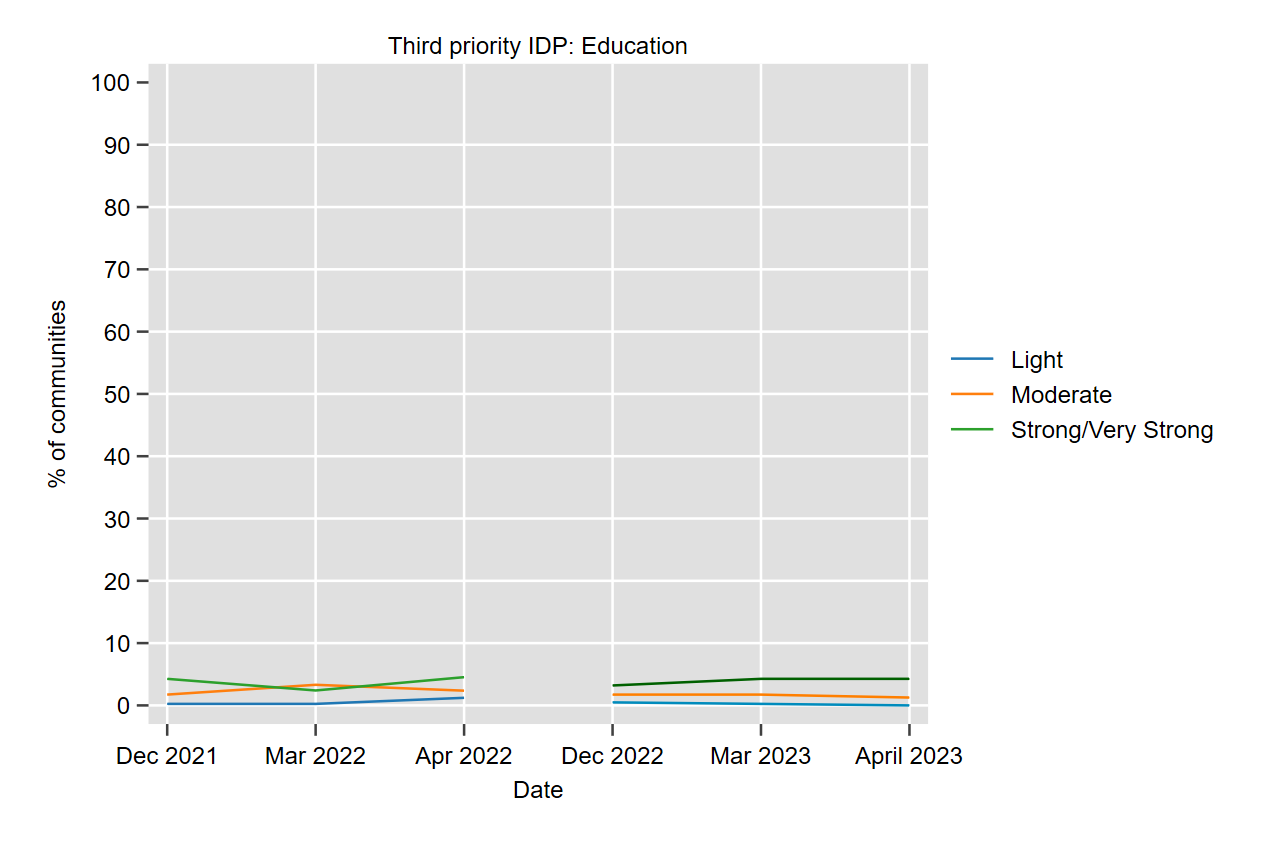 Third priority IDP: Education
100
90
80
70
60
50
40
30
20
10
0
% of communities
Dec 2021 Mar 2022 Apr 2022 Dec 2022 Mar 2023 April 2023
Date
Light
Moderate
Strong/Very Strong